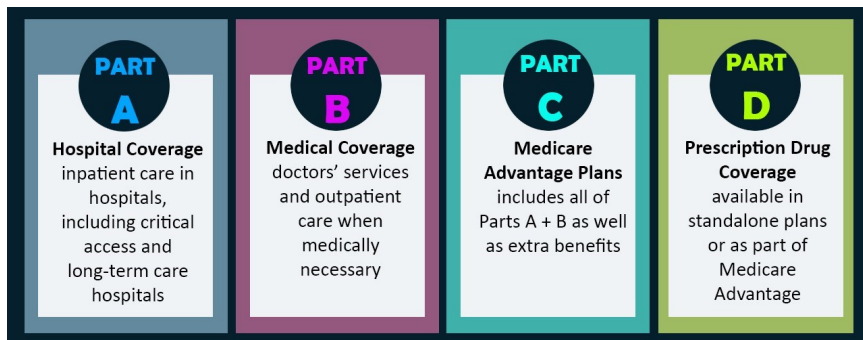 PART
A
Hospital Coverage
inpatient care in
hospitals,
including critical
access and
long-term care
hospitals
PART
B
Medical Coverage
doctors’ services
and outpatient
care when
medically
necessary
PART
C
Medicare
Advantage Plans
includes all of
Parts A + B as well
as extra benefits
PART
D
Prescription Drug
Coverage
available in
standalone plans
or as part of
Medicare
Advantage